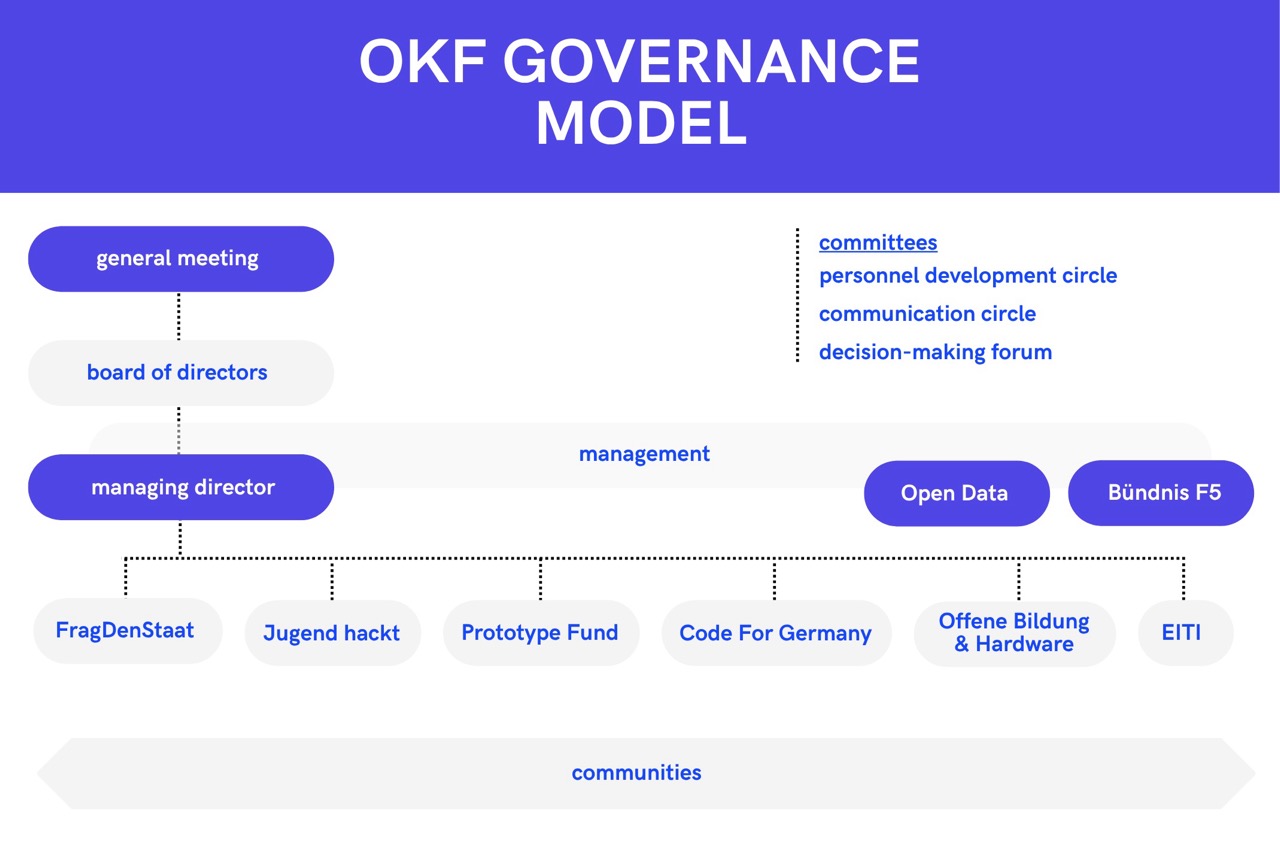 OKF GOVERNANCE
MODEL
general meeting
board of directors
committees
personnel development circle
communication circle
decision-making forum
management
managing director
Open Data
Bündnis F5
FragDenStaat
Jugend hackt
Prototype Fund
Code For Germany
Offene Bildung
& Hardware
EITI
communities